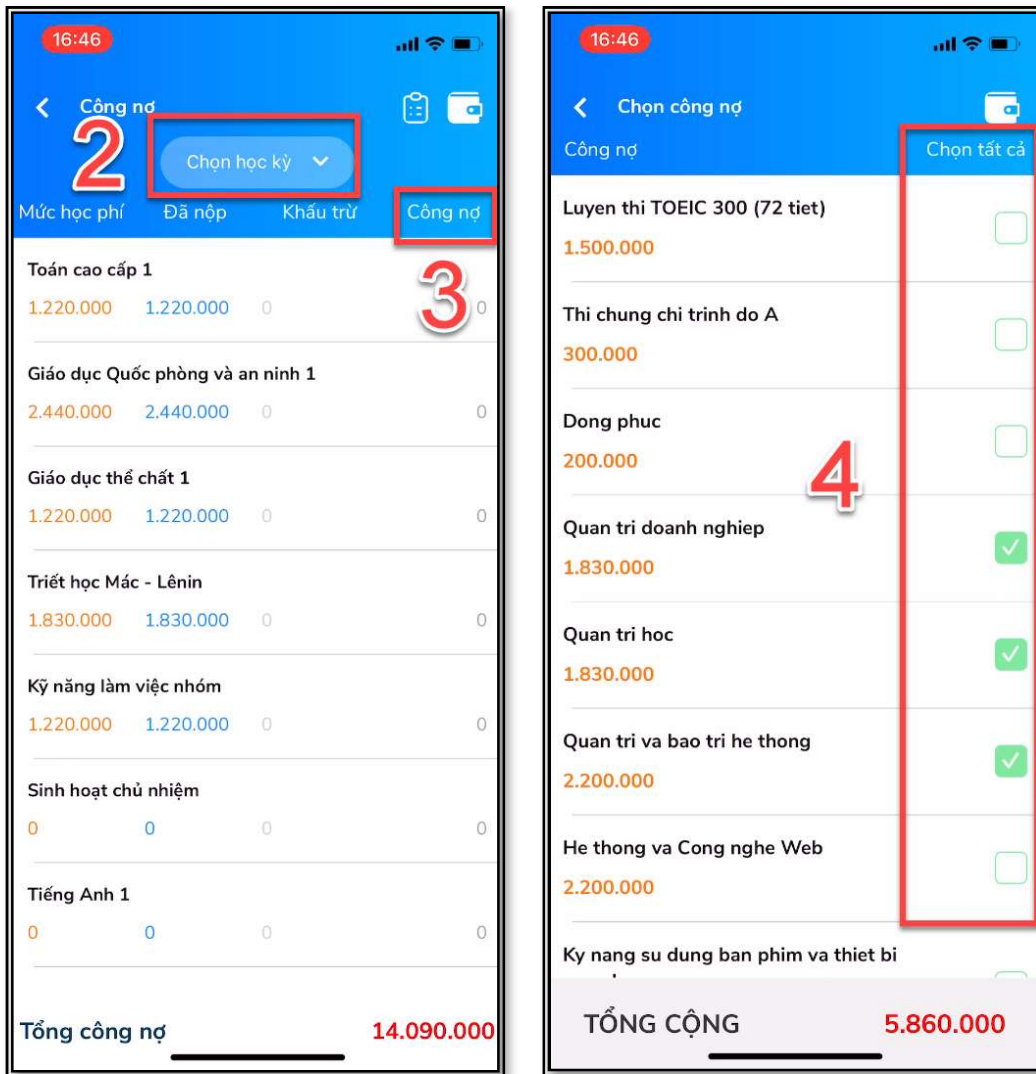 16:46
Công nợ
2
Chọn học kỳ
Mức học phí Đã nộp Khấu trừ Công nợ
3
Toán cao cấp 1
1.220.000 1.220.000 0 0
Giáo dục Quốc phòng và an ninh 1
2.440.000 2.440.000 0 0
Giáo dục thể chất 1
1.220.000 1.220.000 0 0
Triết học Mác - Lênin
1.830.000 1.830.000 0 0
Kỹ năng làm việc nhóm
1.220.000 1.220.000 0 0
Sinh hoạt chủ nhiệm
0 0 0 0
Tiếng Anh 1
0 0 0 0
Tổng công nợ 14.090.000
16:46
Chọn công nợ
Công nợ Chọn tất cả
Luyen thi TOEIC 300 (72 tiet)
1.500.000
Thi chung chi trinh do A
300.000
Dong phuc
200.000
4
Quan tri doanh nghiep
1.830.000
Quan tri hoc
1.830.000
Quan tri va bao tri he thong
2.200.000
He thong va Cong nghe Web
2.200.000
Ky nang su dung ban phim va thiet bi
TỔNG CỘNG 5.860.000